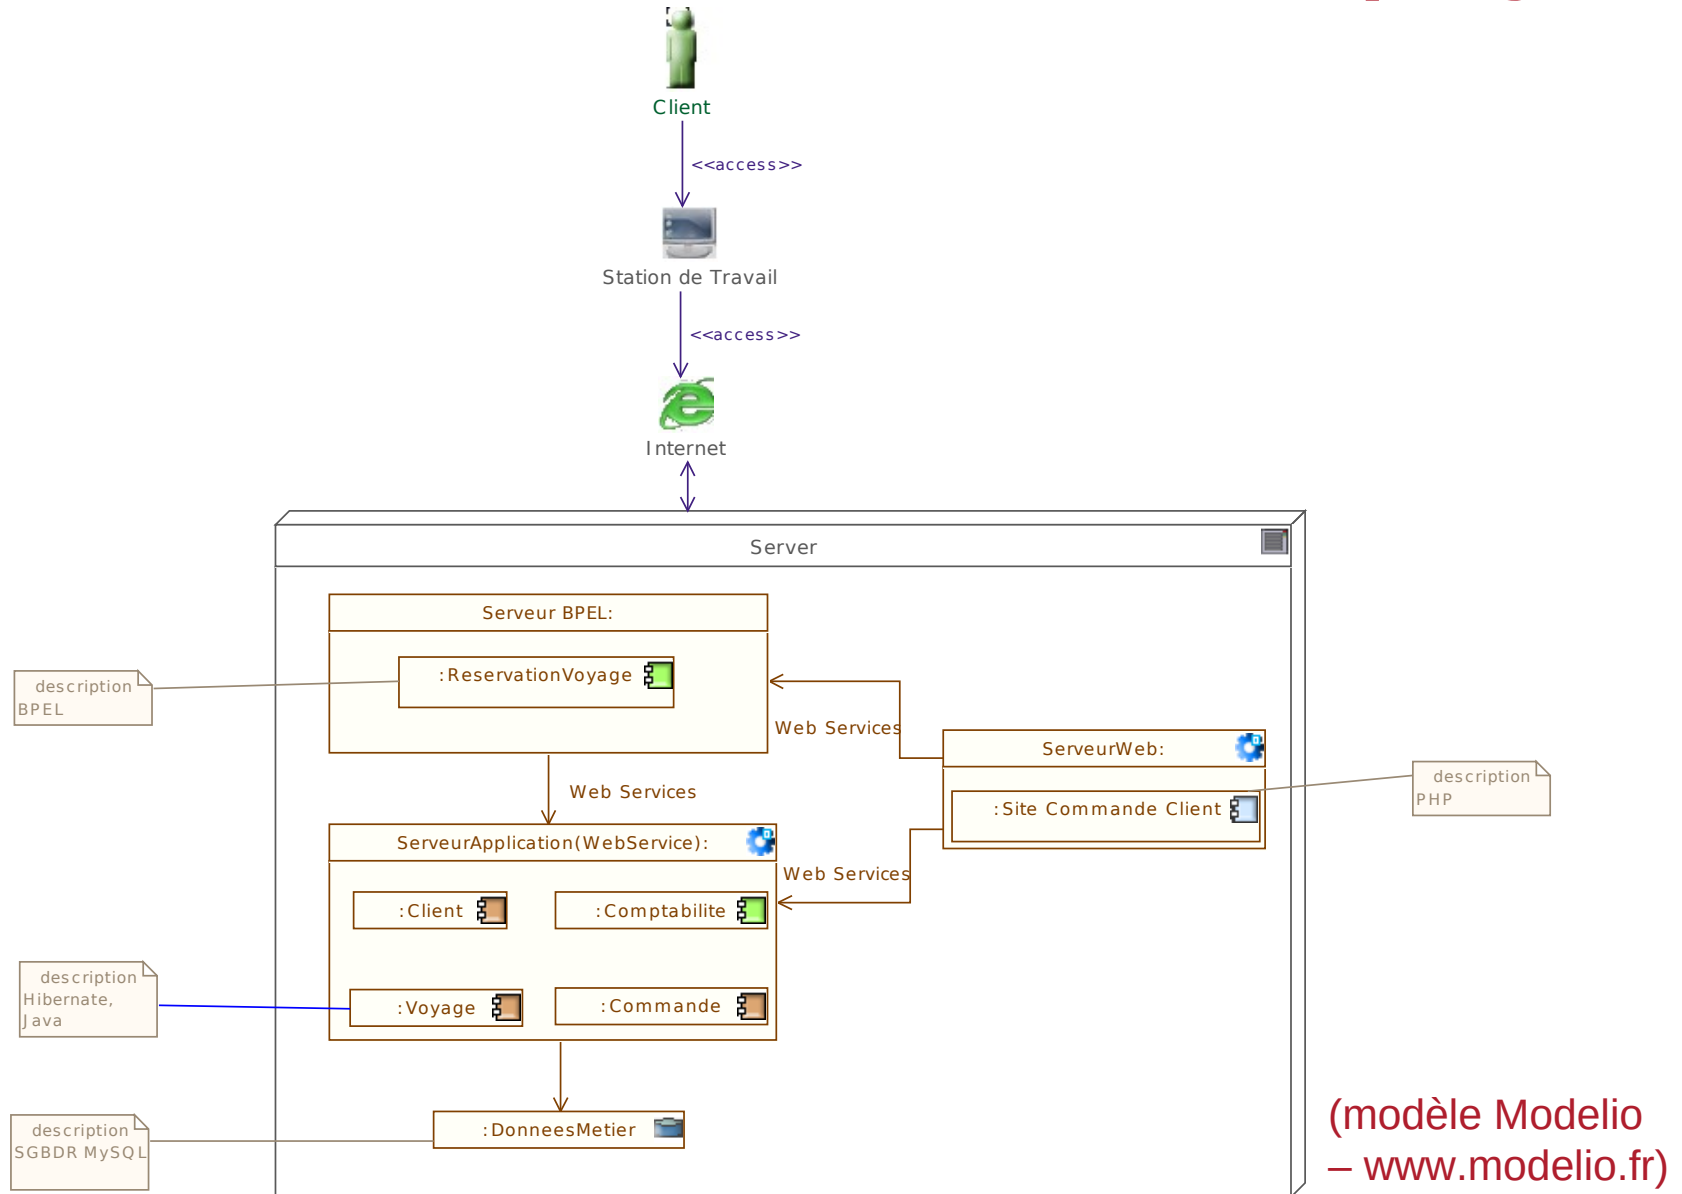 Client
<<access>>
Station de Travail
<<access>>
Internet
Server
Serveur BPEL:
:ReservationVoyage
description
BPEL
Web Services
ServeurWeb:
description
PHP
:Site Commande Client
Web Services
ServeurApplication(WebService):
Web Services
:Client
:Comptabilite
description
Hibernate,
Java
:Voyage
:Commande
description
SGBDR MySQL
:DonneesMetier
(modèle Modelio
– www.modelio.fr)